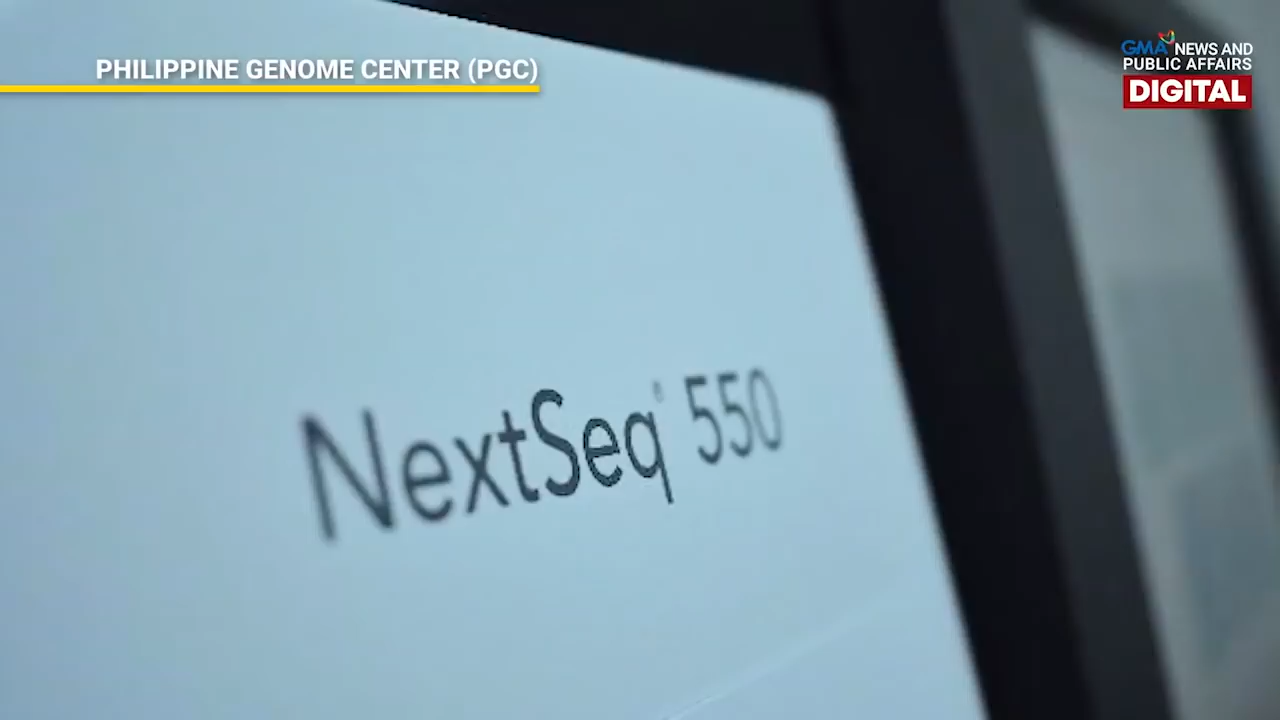 PHILIPPINE GENOME CENTER (PGC)
GMA NEWS AND
PUBLIC AFFAIRS
DIGITAL
NextSeq® 550